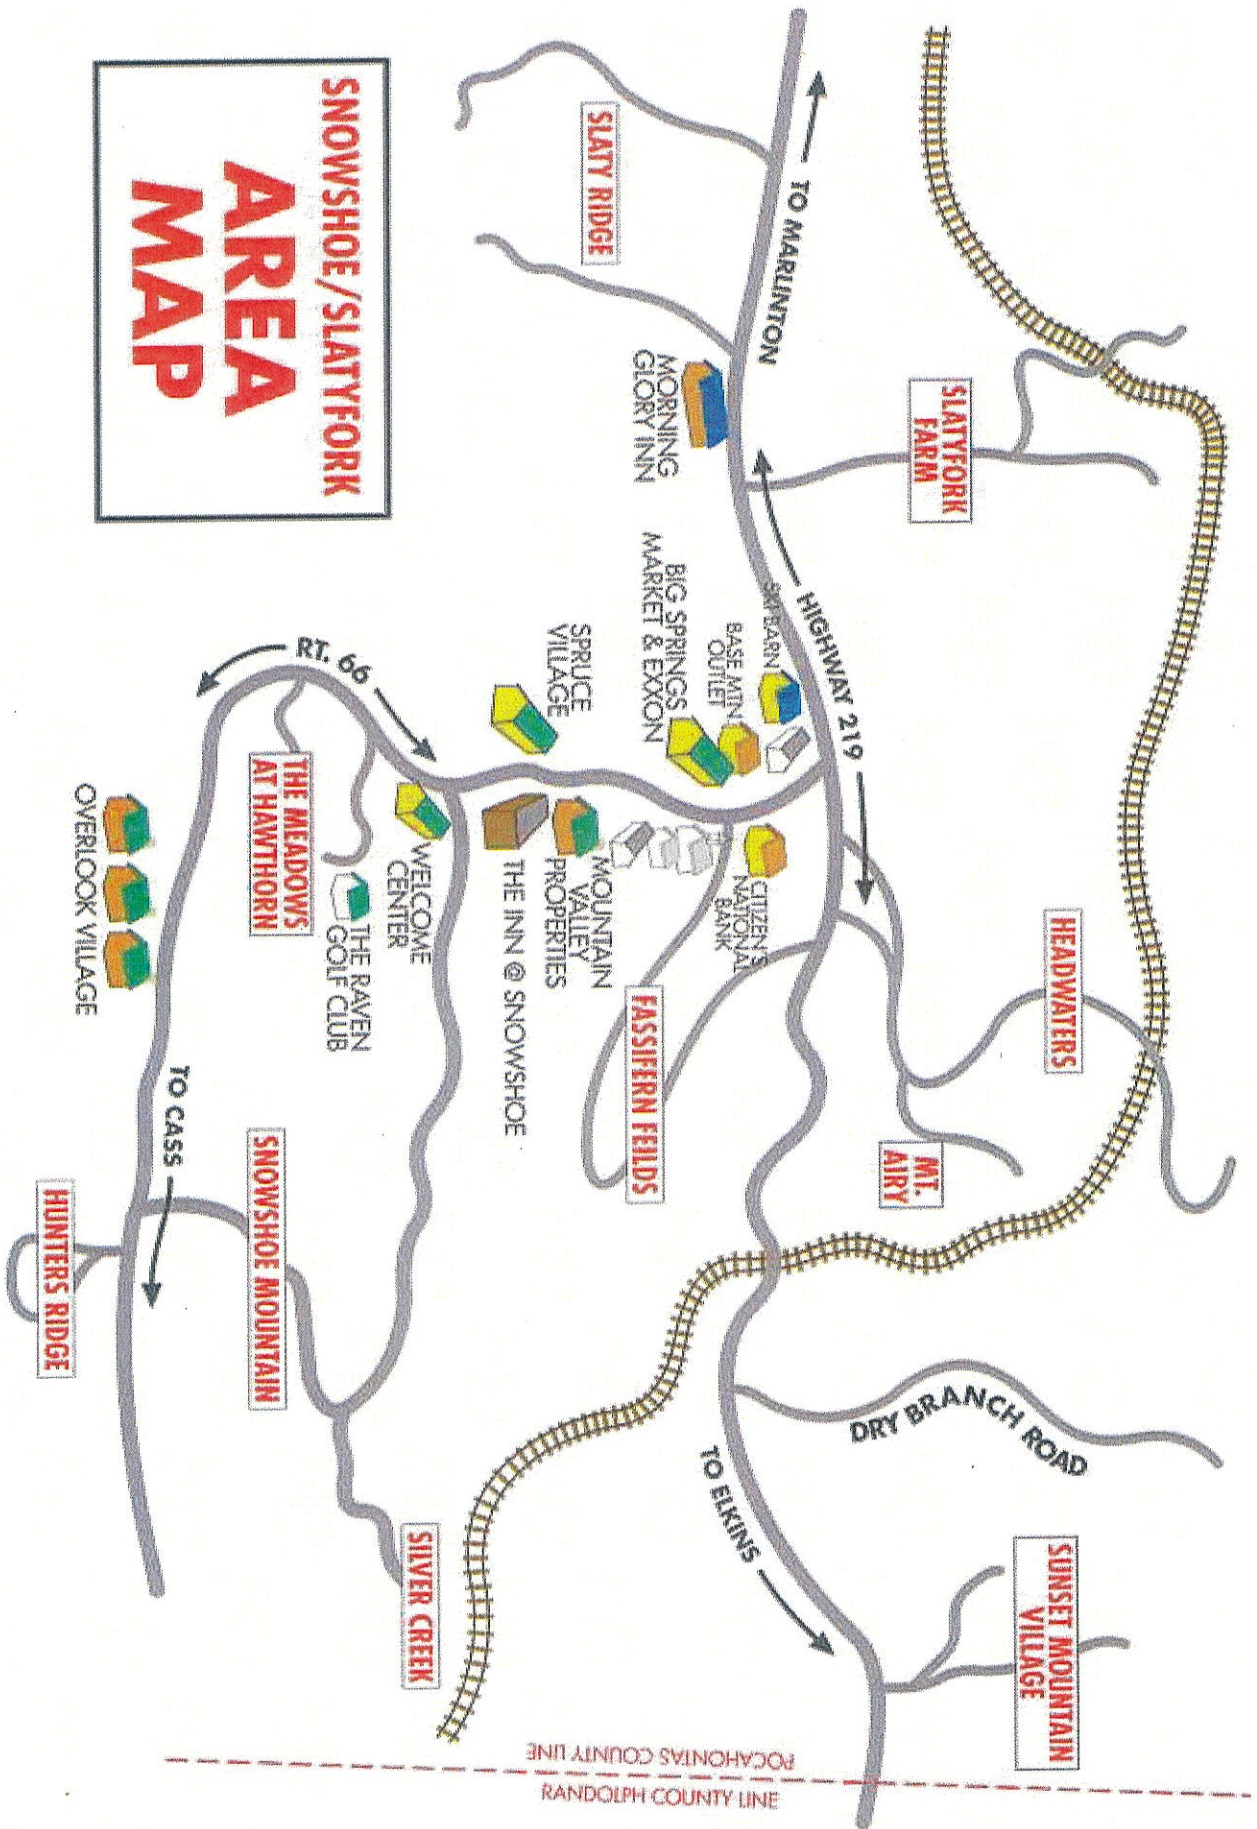 SNOWSHOE/SLATYFORK
AREA
MAP
TO MARLINTON
SLATY RIDGE
MORNING
GLORY INN
SLATYFORK
FARM
HIGHWAY 219
SKI BARN
BASE MTN.
OUTLET
BIG SPRINGS
MARKET & EXXON
SPRUCE
VILLAGE
RT. 66
THE MEADOWS
AT HAWTHORN
OVERLOOK VILLAGE
THE RAVEN
GOLF CLUB
WELCOME
CENTER
THE INN @ SNOWSHOE
MOUNTAIN
VALLEY
PROPERTIES
CITIZEN'S
NATIONAL
BANK
FASSIFERN FEILDS
HEADWATERS
MT.
AIRY
TO CASS
SNOWSHOE MOUNTAIN
HUNTERS RIDGE
SILVER CREEK
DRY BRANCH ROAD
TO ELKINS
SUNSET MOUNTAIN
VILLAGE
POCAHONTAS COUNTY LINE
RANDOLPH COUNTY LINE